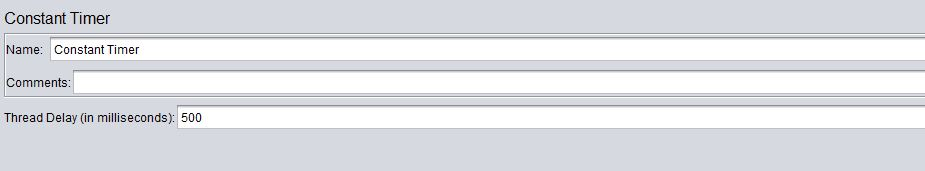 Constant Timer
Name: Constant Timer
Comments:
Thread Delay (in milliseconds): 500